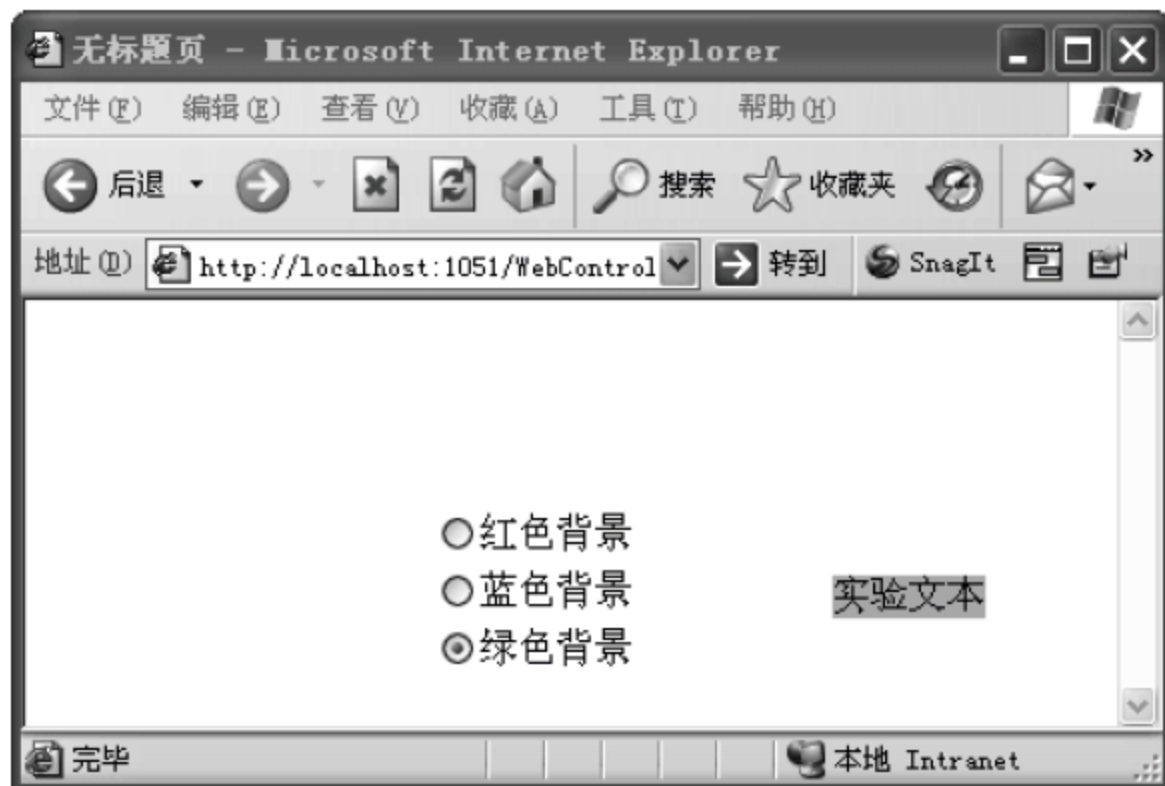 无标题页 - Microsoft Internet Explorer
文件(F) 编辑(E) 查看(V) 收藏(A) 工具(T) 帮助(H)
后退 搜索 收藏夹 »
地址(D) http://localhost:1051/WebControl 转到 SnagIt
红色背景
蓝色背景
实验文本
绿色背景
完毕 本地 Intranet